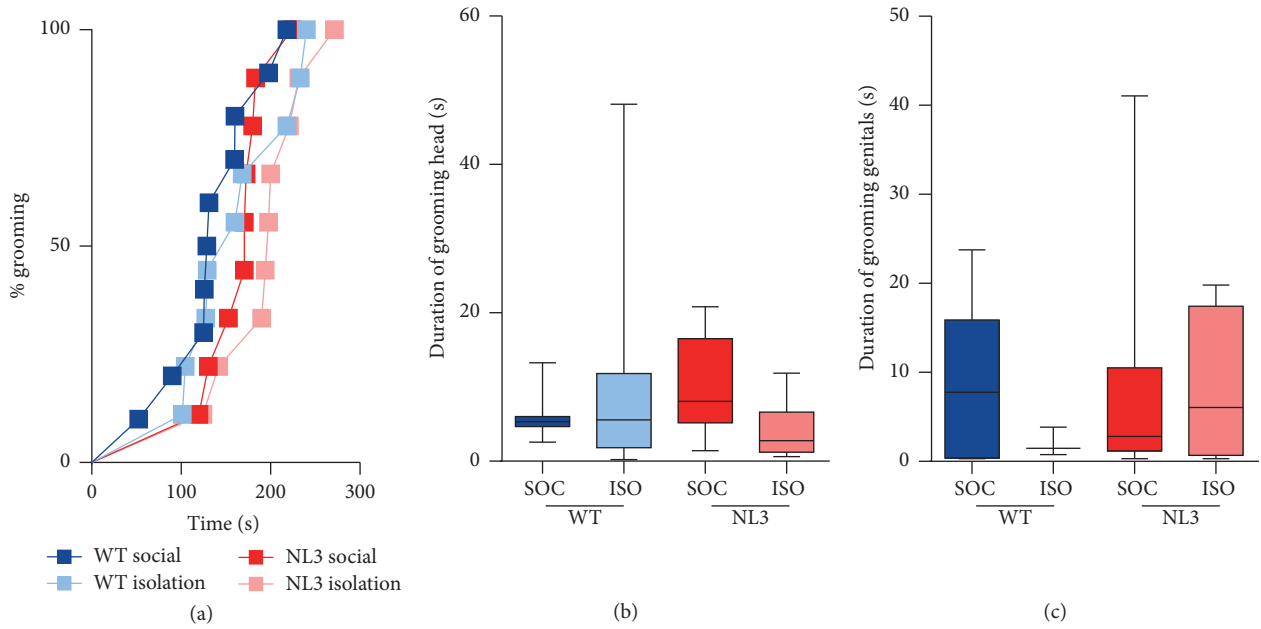 100
50
0
% grooming
0 100 200 300
Time (s)
WT social NL3 social
WT isolation NL3 isolation
(a)
60
40
20
0
Duration of grooming head (s)
SOC ISO SOC ISO
WT NL3
(b)
50
40
30
20
10
0
Duration of grooming genitals (s)
SOC ISO SOC ISO
WT NL3
(c)